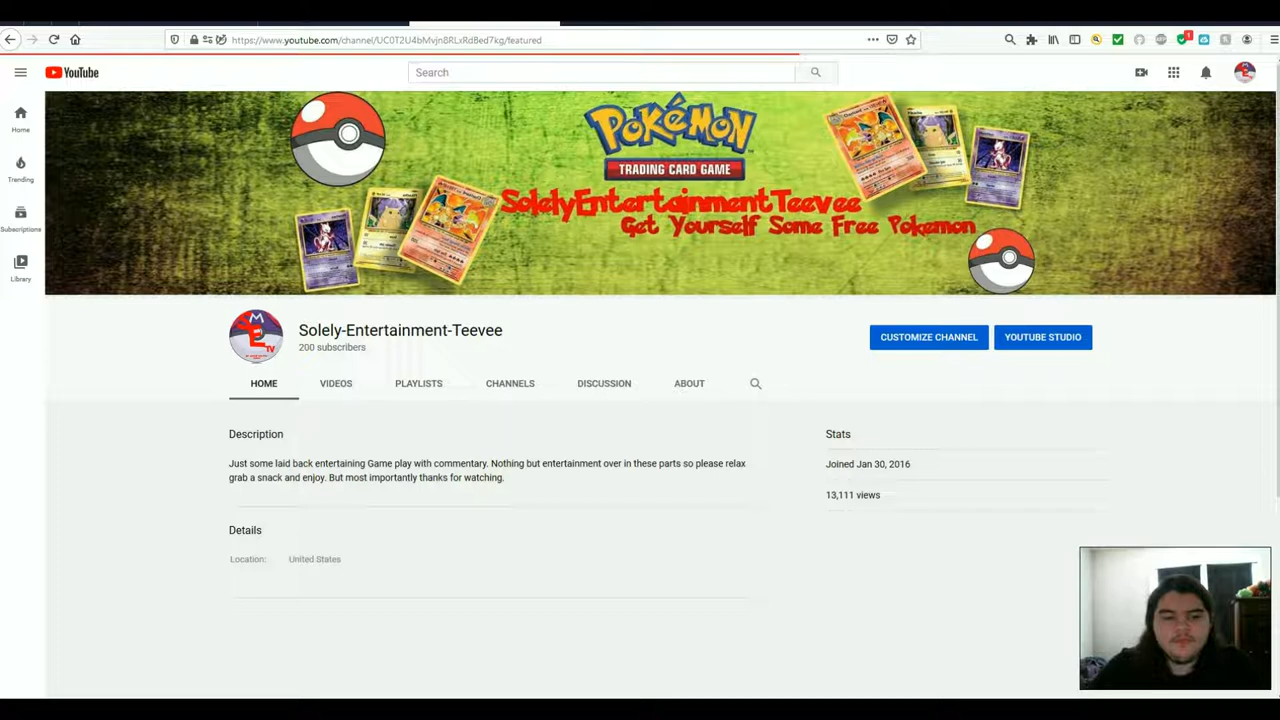 https://www.youtube.com/channel/UC0T2U4bMvjn8RLxRdBed7kg/featured
YouTube
Search
Home
Trending
Subscriptions
Library
POKéMON
TRADING CARD GAME
SolelyEntertainmentTeevee
Get Yourself Some Free Pokemon
Solely-Entertainment-Teevee
200 subscribers
CUSTOMIZE CHANNEL
YOUTUBE STUDIO
HOME VIDEOS PLAYLISTS CHANNELS DISCUSSION ABOUT
Description
Just some laid back entertaining Game play with commentary. Nothing but entertainment over in these parts so please relax
grab a snack and enjoy. But most importantly thanks for watching.
Details
Location: United States
Stats
Joined Jan 30, 2016
13,111 views